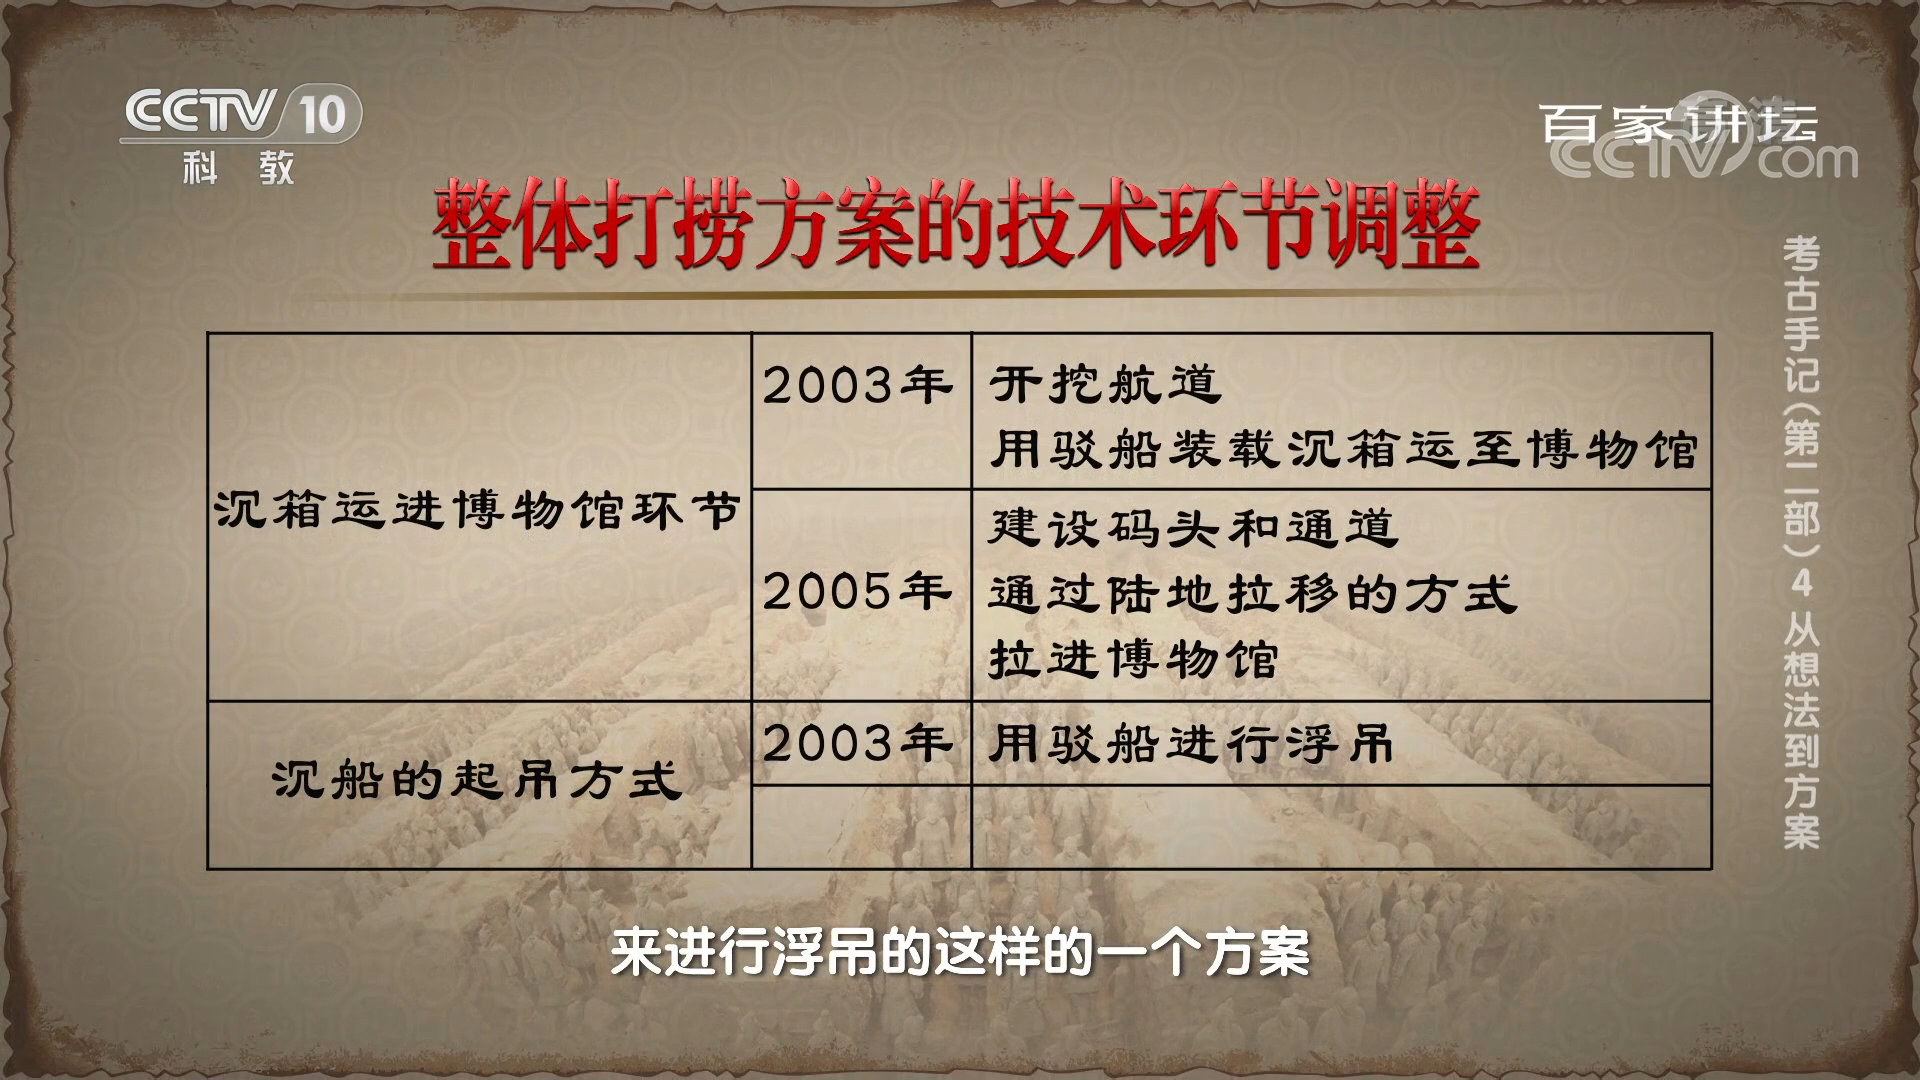 CCTV 10
科 教
百家讲坛
CCTV.com
整体打捞方案的技术环节调整
沉箱运进博物馆环节
2003年
开挖航道
用驳船装载沉箱运至博物馆
2005年
建设码头和通道
通过陆地拉移的方式
拉进博物馆
沉船的起吊方式
2003年
用驳船进行浮吊
考古手记（第二部）4 从想法到方案
来进行浮吊的这样的一个方案